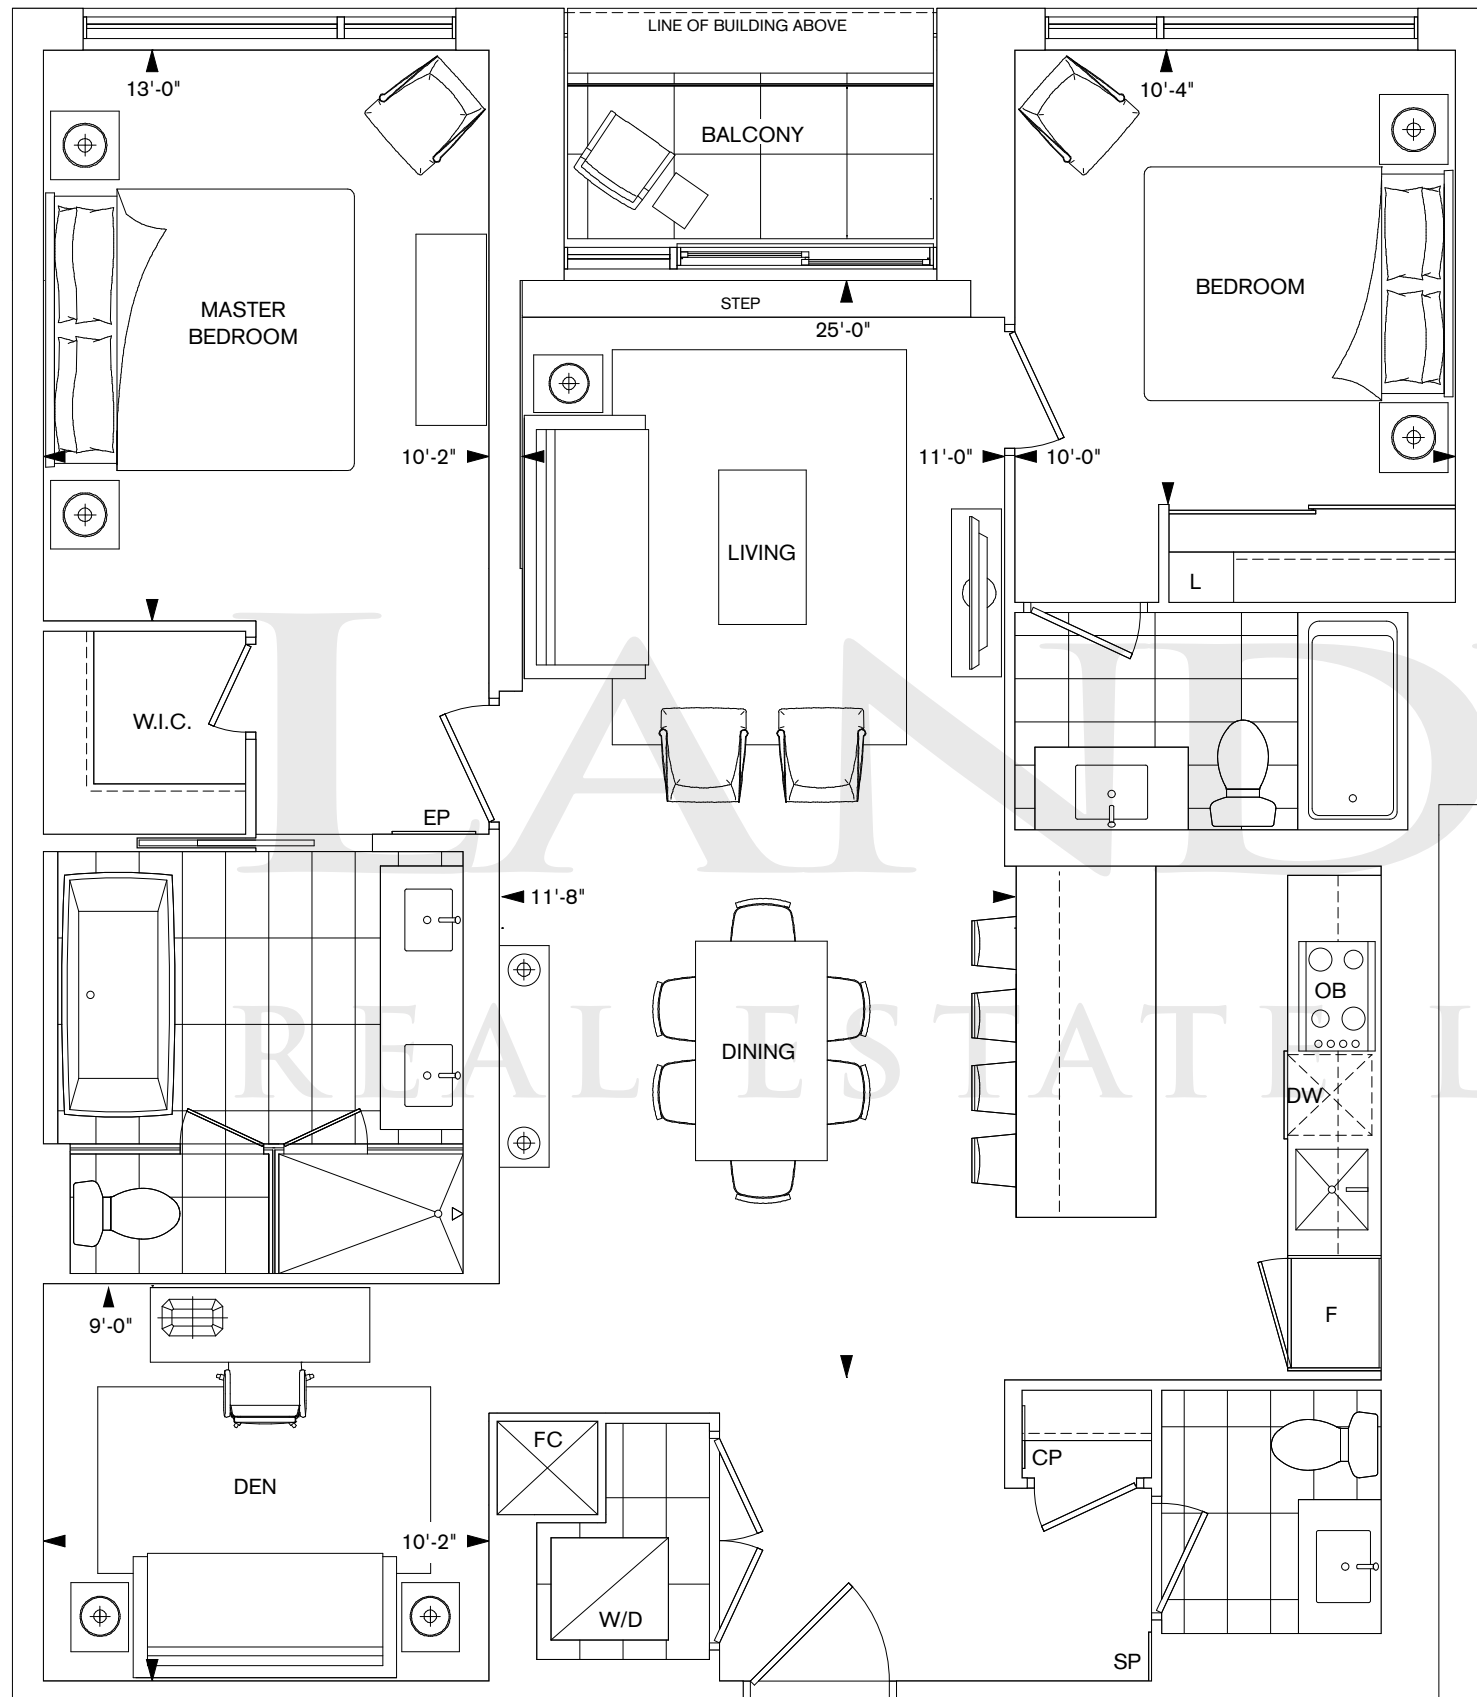 LINE OF BUILDING ABOVE
13'-0"
10'-4"
BALCONY
MASTER
BEDROOM
BEDROOM
STEP
25'-0"
10'-2"
11'-0"
10'-0"
LIVING
L
LAND
W.I.C.
EP
11'-8"
OB
REAL ESTATE L
DINING
DW
9'-0"
F
FC
CP
DEN
10'-2"
W/D
SP